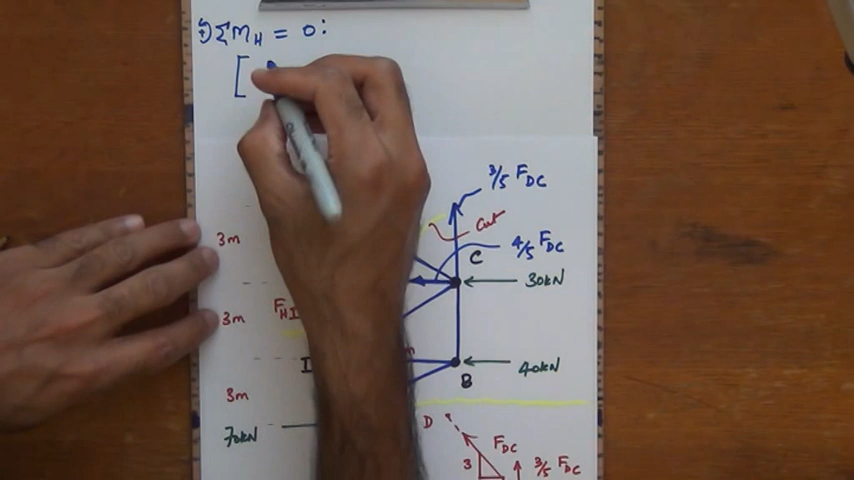 ΣM_H = 0:
[
3/5 F_DC
Cut
3m
C
4/5 F_DC
30kN
3m
F_HI
I
40kN
B
3m
70kN
D
F_DC
3
3/5 F_DC